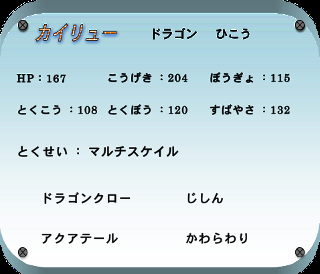 カイリュー ドラゴン ひこう
HP：167 こうげき：204 ぼうぎょ：115
とくこう：108 とくぼう：120 すばやさ：132
とくせい： マルチスケイル
ドラゴンクロー じしん
アクアテール かわらわり